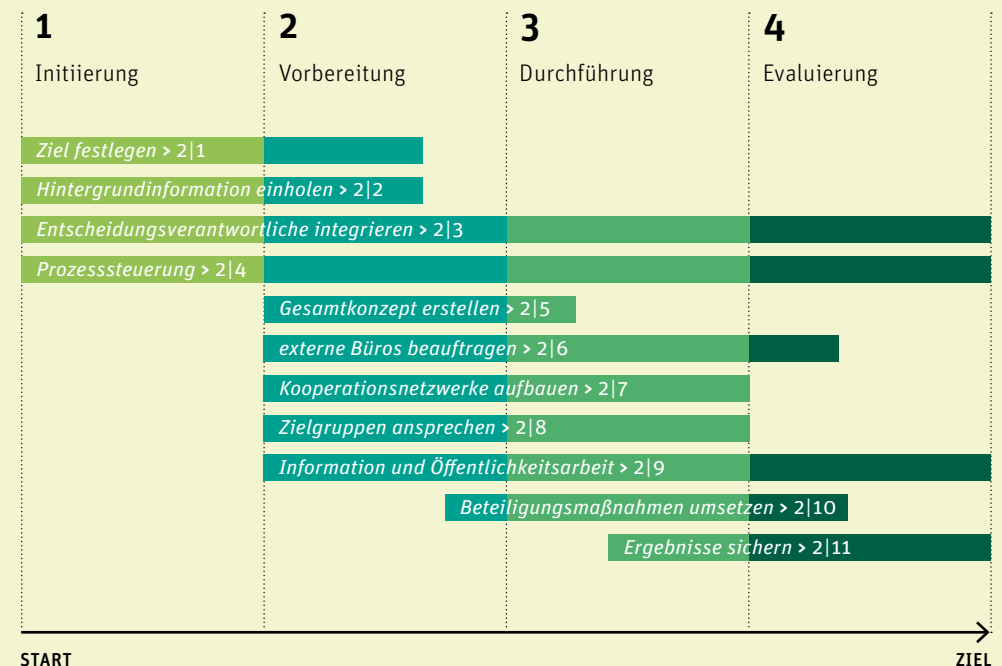 1
Initiierung
2
Vorbereitung
3
Durchführung
4
Evaluierung
Ziel festlegen > 2|1
Hintergrundinformation einholen > 2|2
Entscheidungsverantwortliche integrieren > 2|3
Prozesssteuerung > 2|4
Gesamtkonzept erstellen > 2|5
externe Büros beauftragen > 2|6
Kooperationsnetzwerke aufbauen > 2|7
Zielgruppen ansprechen > 2|8
Information und Öffentlichkeitsarbeit > 2|9
Beteiligungsmaßnahmen umsetzen > 2|10
Ergebnisse sichern > 2|11
START
ZIEL